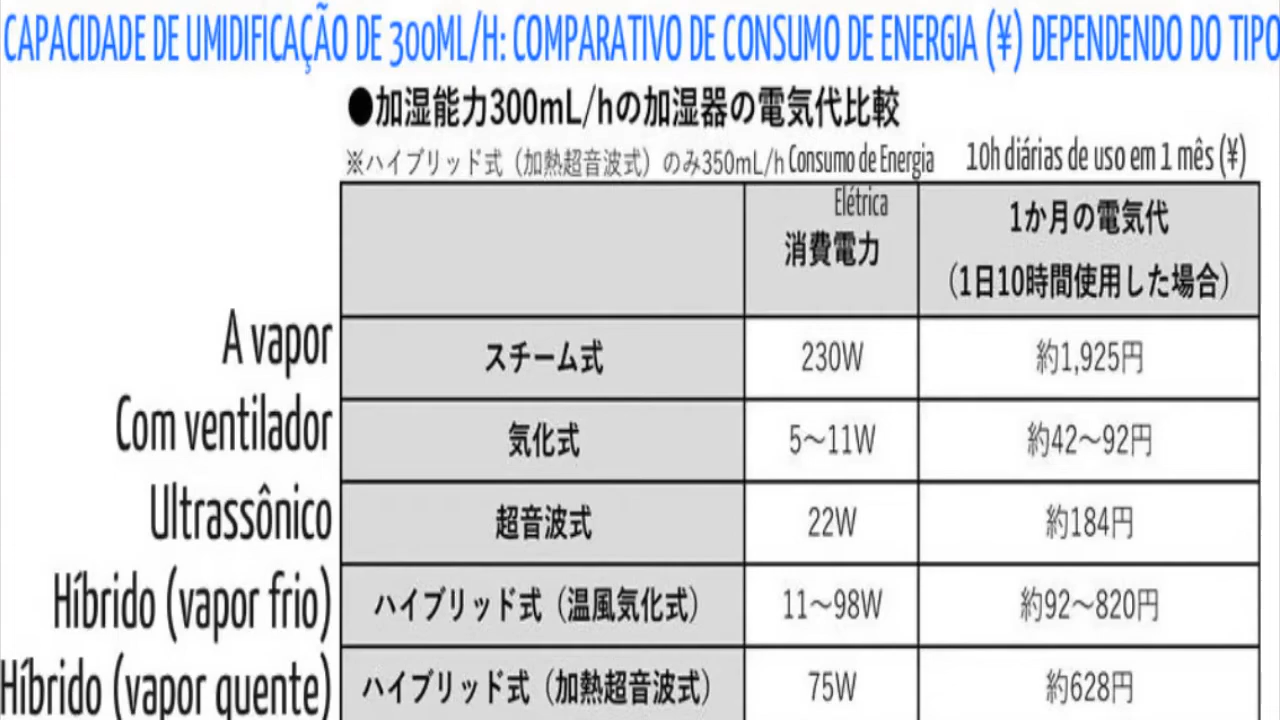 CAPACIDADE DE UMIDIFICAÇÃO DE 300ML/H: COMPARATIVO DE CONSUMO DE ENERGIA (¥) DEPENDENDO DO TIPO
●加湿能力300mL/hの加湿器の電気代比較
※ハイブリッド式（加熱超音波式）のみ350mL/h
Consumo de Energia
Elétrica
消費電力
10h diárias de uso em 1 mês (¥)
1か月の電気代
（1日10時間使用した場合）
A vapor スチーム式 230W 約1,925円
Com ventilador 気化式 5～11W 約42～92円
Ultrassônico 超音波式 22W 約184円
Híbrido (vapor frio) ハイブリッド式（温風気化式） 11～98W 約92～820円
Híbrido (vapor quente) ハイブリッド式（加熱超音波式） 75W 約628円